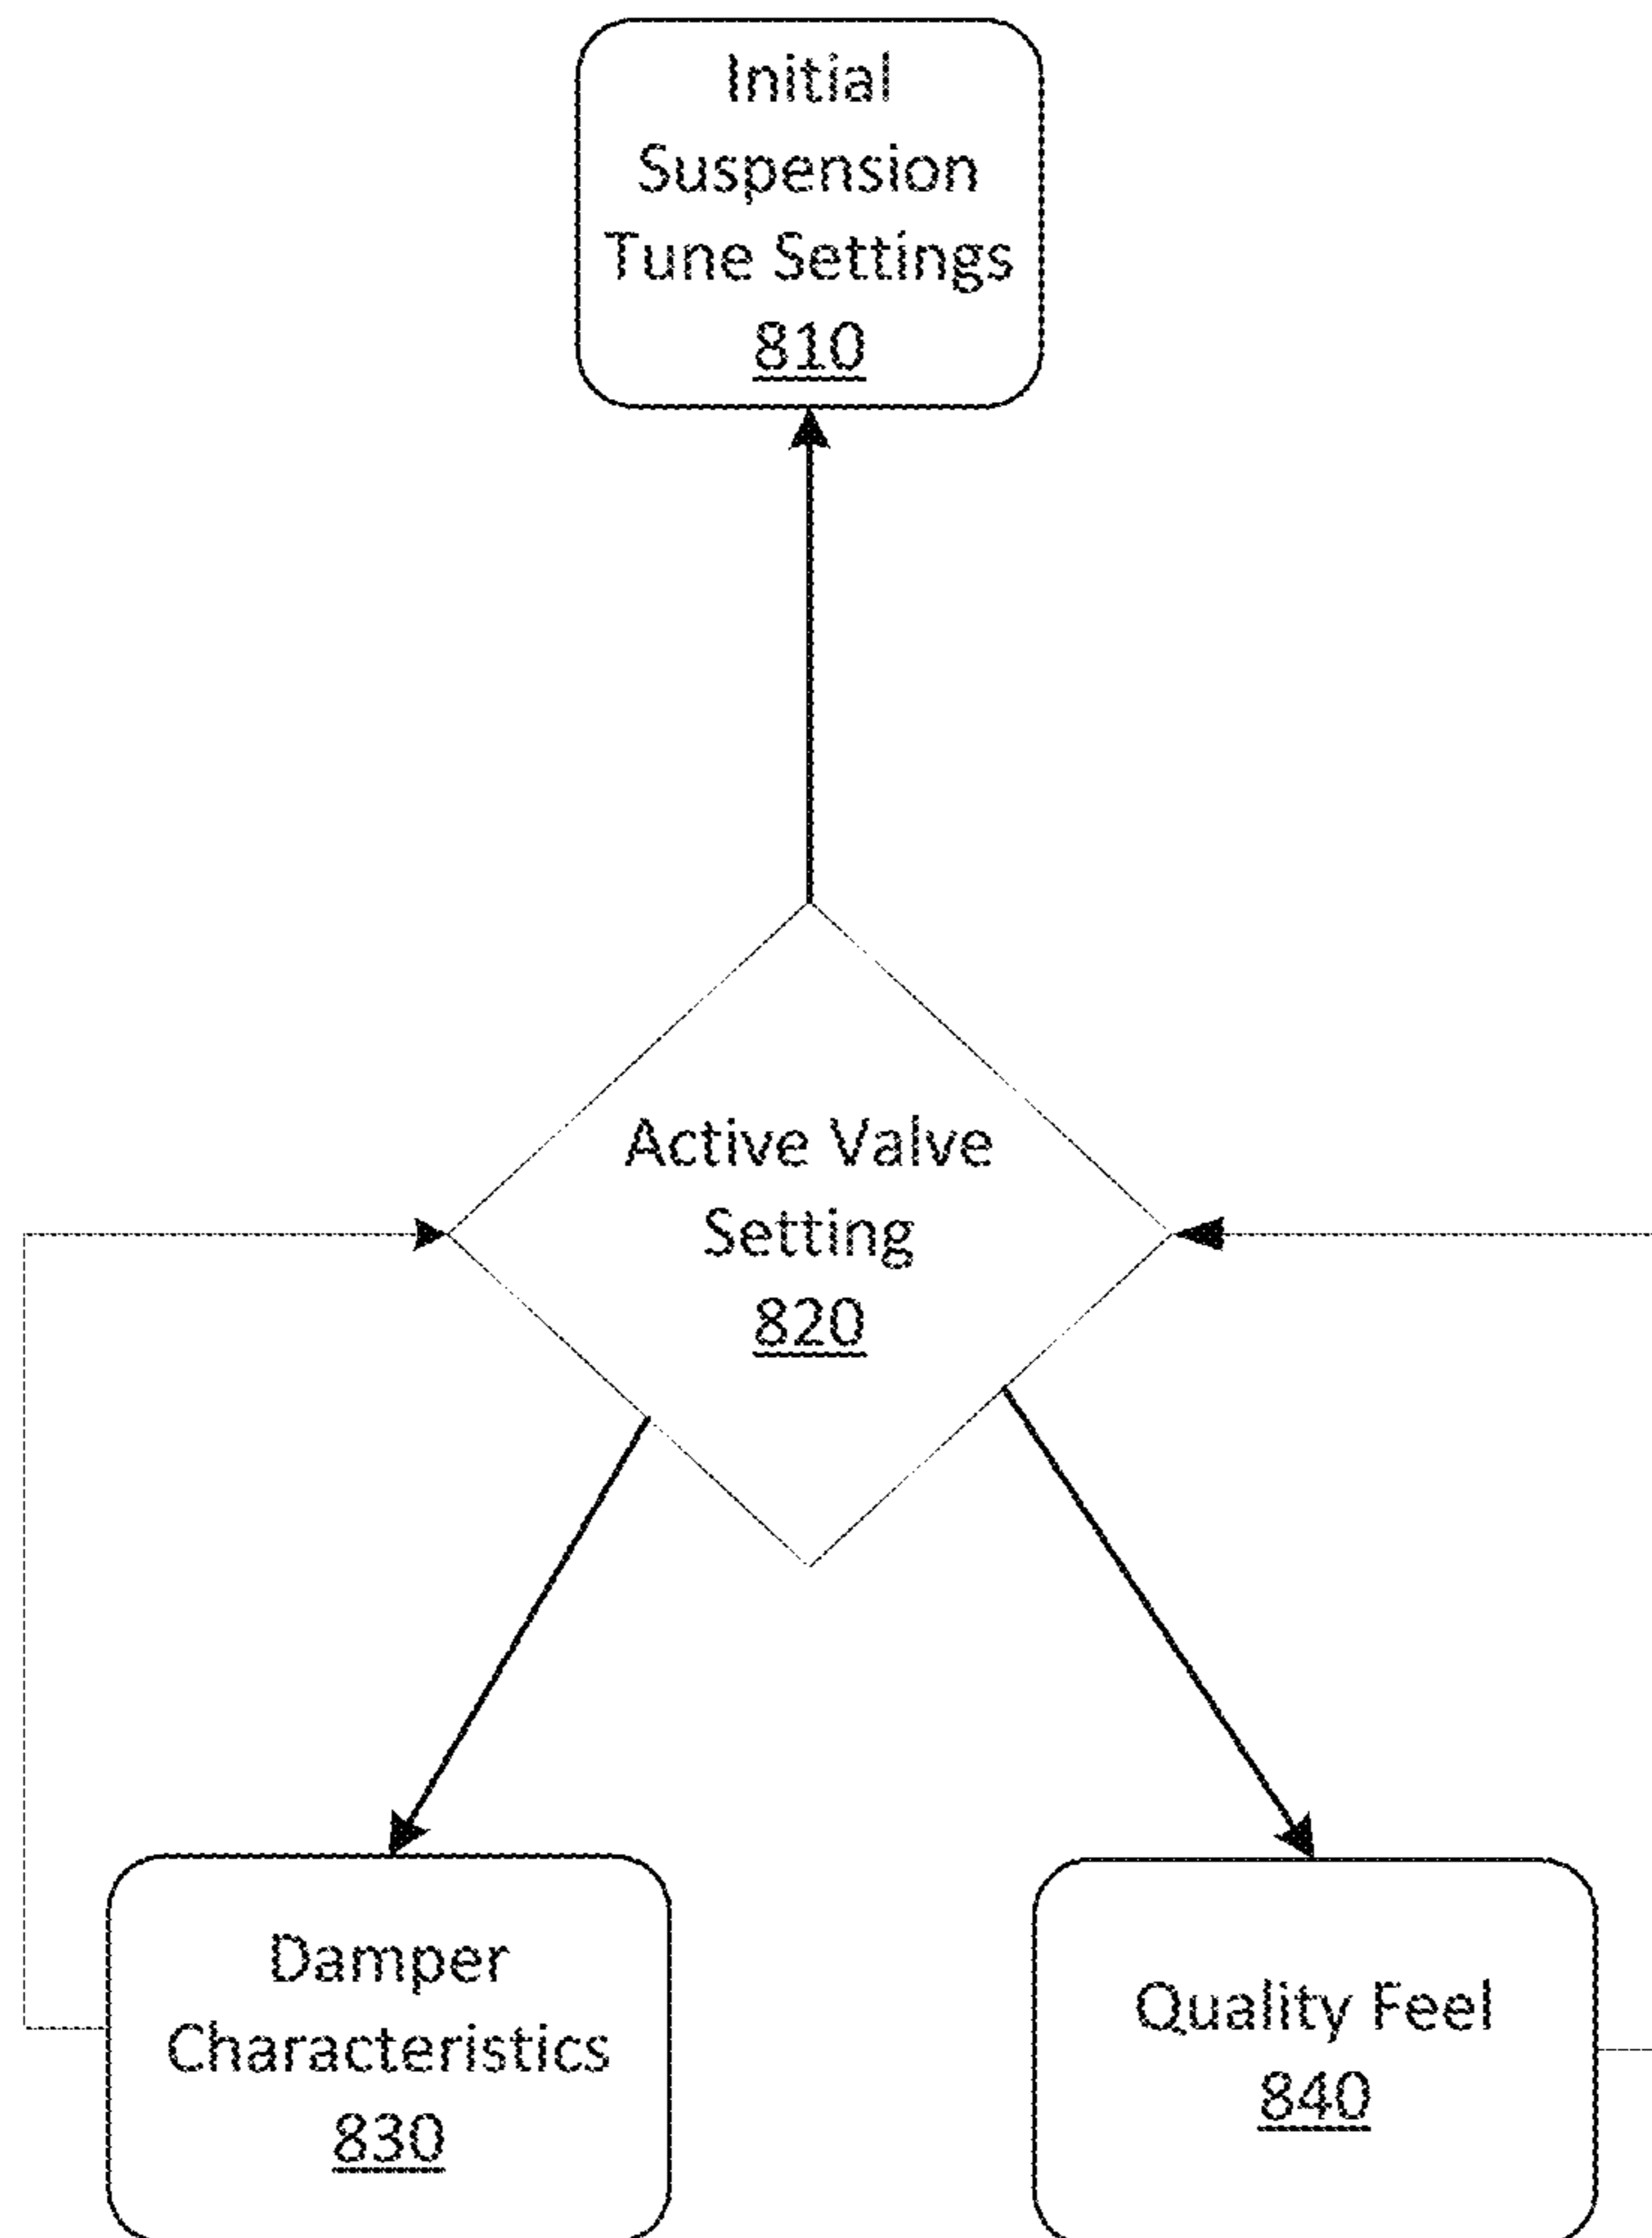 Initial
Suspension
Tune Settings
810
Active Valve
Setting
820
Damper
Characteristics
830
Quality Feel
840